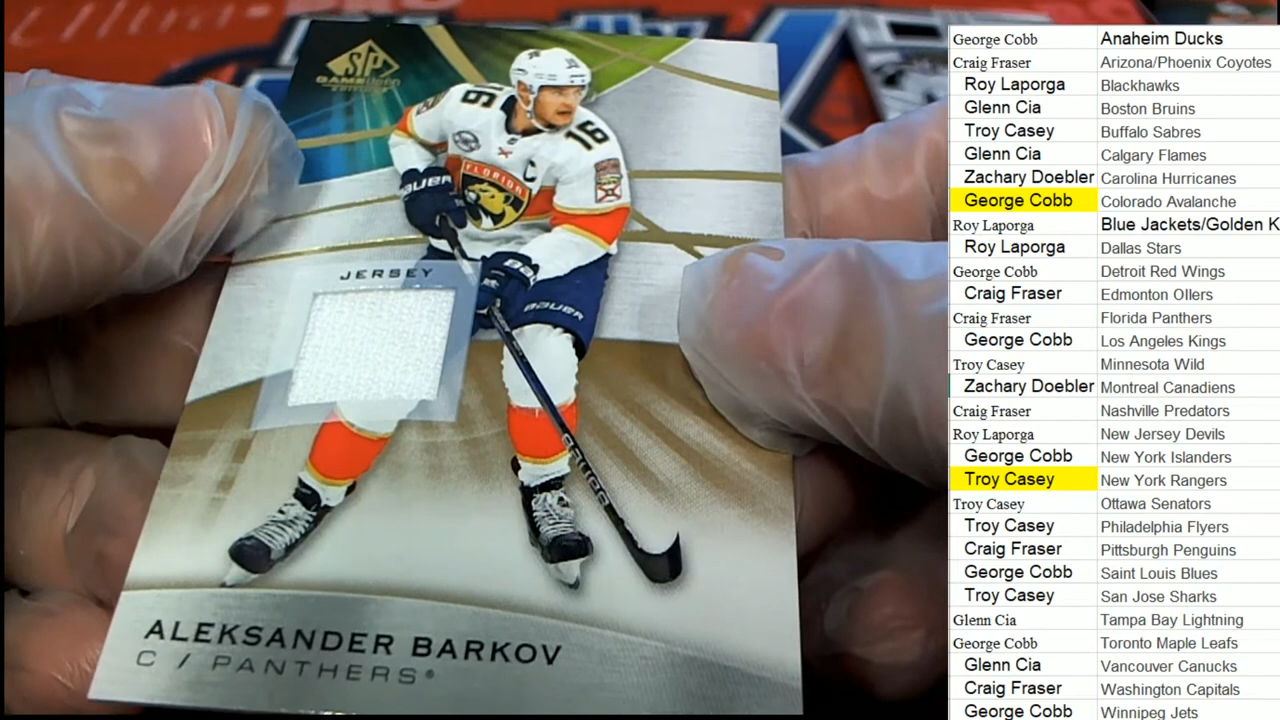 SP
GAME Used
EDITION
16
16
C
FLORIDA
BAUER
BAUER
BAUER
JERSEY
ALEKSANDER BARKOV
C / PANTHERS®
George Cobb Anaheim Ducks
Craig Fraser Arizona/Phoenix Coyotes
Roy Laporga Blackhawks
Glenn Cia Boston Bruins
Troy Casey Buffalo Sabres
Glenn Cia Calgary Flames
Zachary Doebler Carolina Hurricanes
George Cobb Colorado Avalanche
Roy Laporga Blue Jackets/Golden K
Roy Laporga Dallas Stars
George Cobb Detroit Red Wings
Craig Fraser Edmonton Ollers
Craig Fraser Florida Panthers
George Cobb Los Angeles Kings
Troy Casey Minnesota Wild
Zachary Doebler Montreal Canadiens
Craig Fraser Nashville Predators
Roy Laporga New Jersey Devils
George Cobb New York Islanders
Troy Casey New York Rangers
Troy Casey Ottawa Senators
Troy Casey Philadelphia Flyers
Craig Fraser Pittsburgh Penguins
George Cobb Saint Louis Blues
Troy Casey San Jose Sharks
Glenn Cia Tampa Bay Lightning
George Cobb Toronto Maple Leafs
Glenn Cia Vancouver Canucks
Craig Fraser Washington Capitals
George Cobb Winnipeg Jets